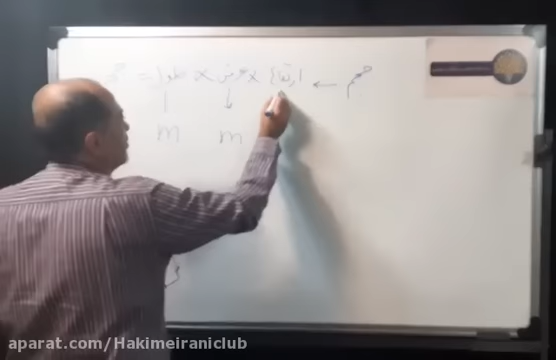 حجم ← ارتفاع × عرض × طول =
m m
aparat.com/Hakimeiraniclub